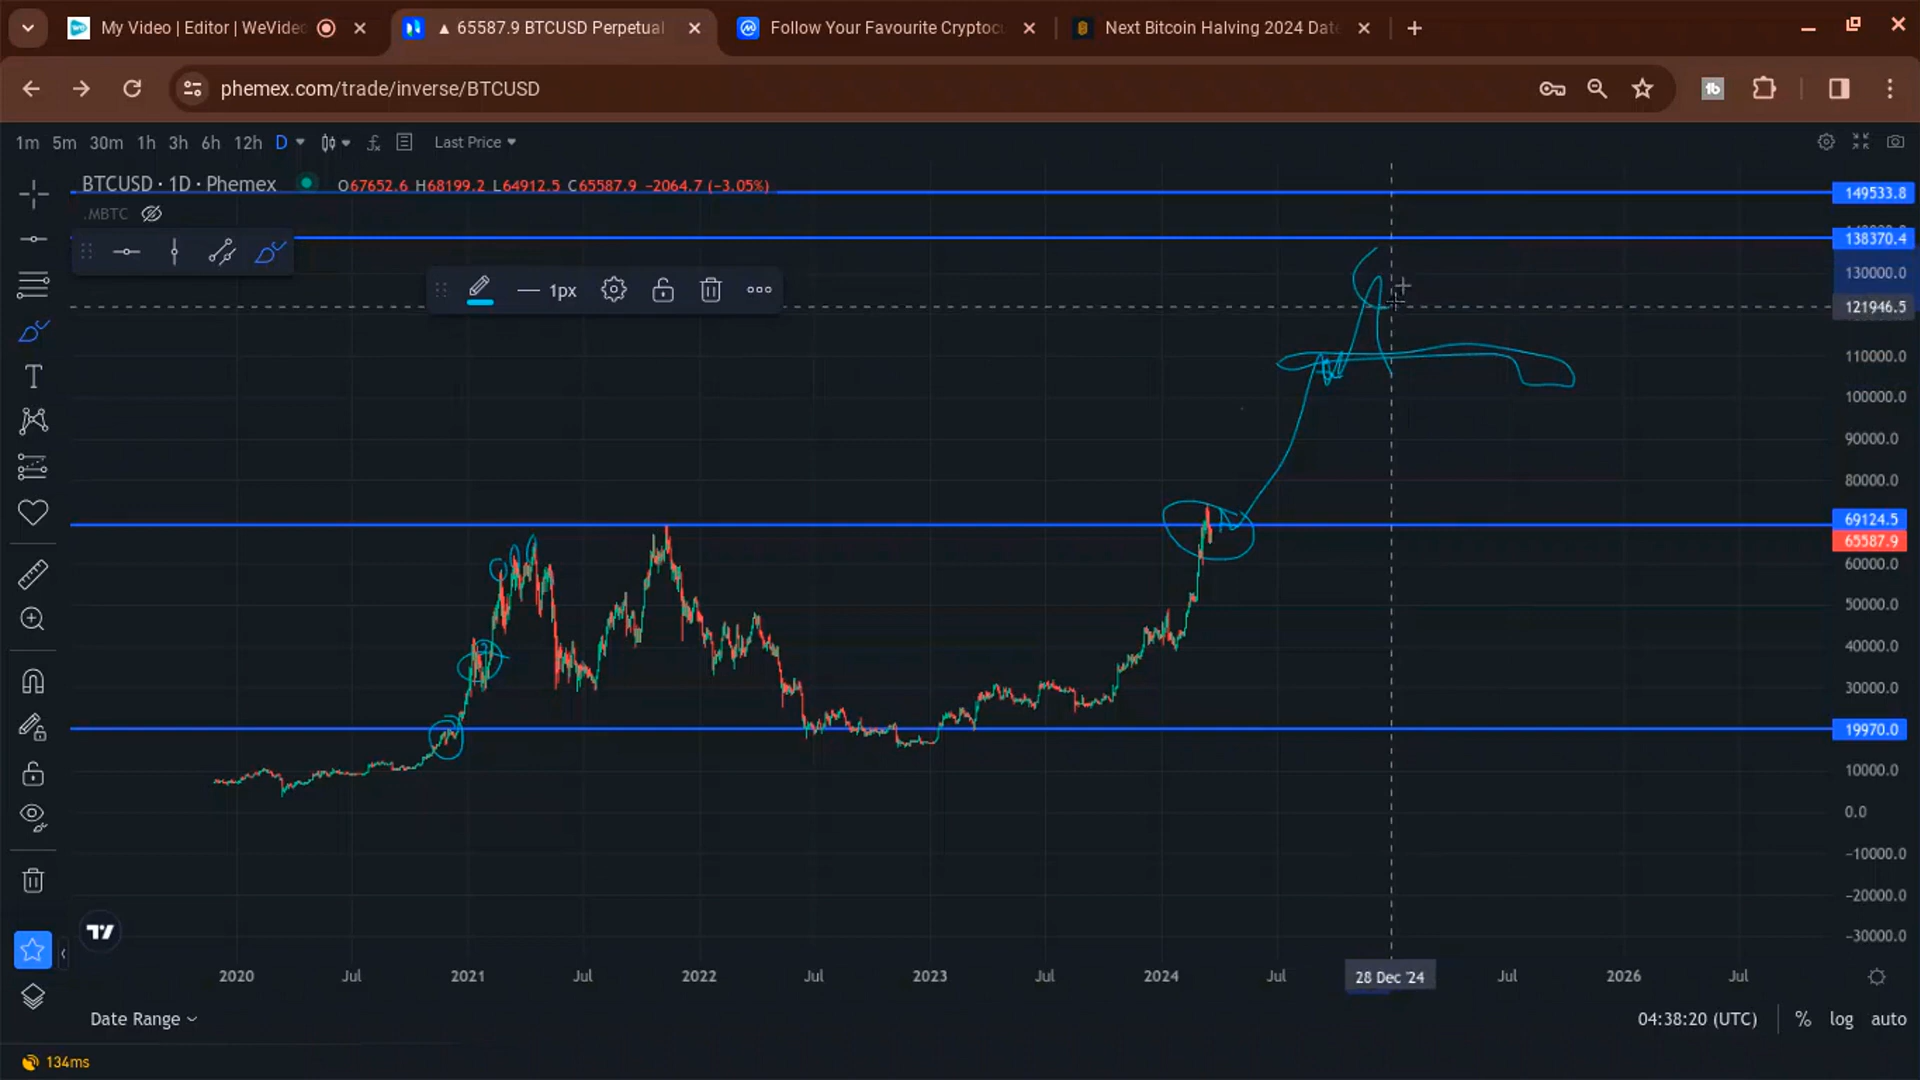 My Video | Editor | WeVide
▲ 65587.9 BTCUSD Perpetual
Follow Your Favourite Cryptoc
Next Bitcoin Halving 2024 Date
phemex.com/trade/inverse/BTCUSD
1m 5m 30m 1h 3h 6h 12h D Last Price
BTCUSD · 1D · Phemex O67652.6 H68199.2 L64912.5 C65587.9 −2064.7 (−3.05%)
.MBTC
1px
149533.8
138370.4
130000.0
121946.5
110000.0
100000.0
90000.0
80000.0
69124.5
65587.9
60000.0
50000.0
40000.0
30000.0
19970.0
10000.0
0.0
−10000.0
−20000.0
−30000.0
2020 Jul 2021 Jul 2022 Jul 2023 Jul 2024 Jul 28 Dec '24 Jul 2026 Jul
Date Range 04:38:20 (UTC) % log auto
134ms